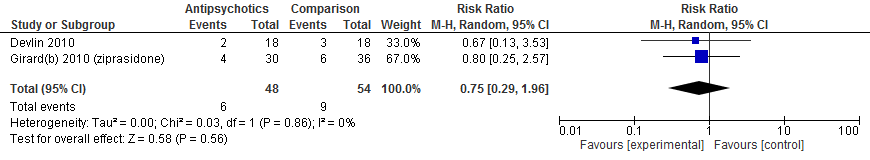 Antipsychotics Comparison Risk Ratio Risk Ratio
Study or Subgroup Events Total Events Total Weight M-H, Random, 95% CI M-H, Random, 95% CI
Devlin 2010 2 18 3 18 33.0% 0.67 [0.13, 3.53]
Girard(b) 2010 (ziprasidone) 4 30 6 36 67.0% 0.80 [0.25, 2.57]
Total (95% CI) 48 54 100.0% 0.75 [0.29, 1.96]
Total events 6 9
Heterogeneity: Tau² = 0.00; Chi² = 0.03, df = 1 (P = 0.86); I² = 0%
Test for overall effect: Z = 0.58 (P = 0.56)
0.01 0.1 1 10 100
Favours [experimental] Favours [control]